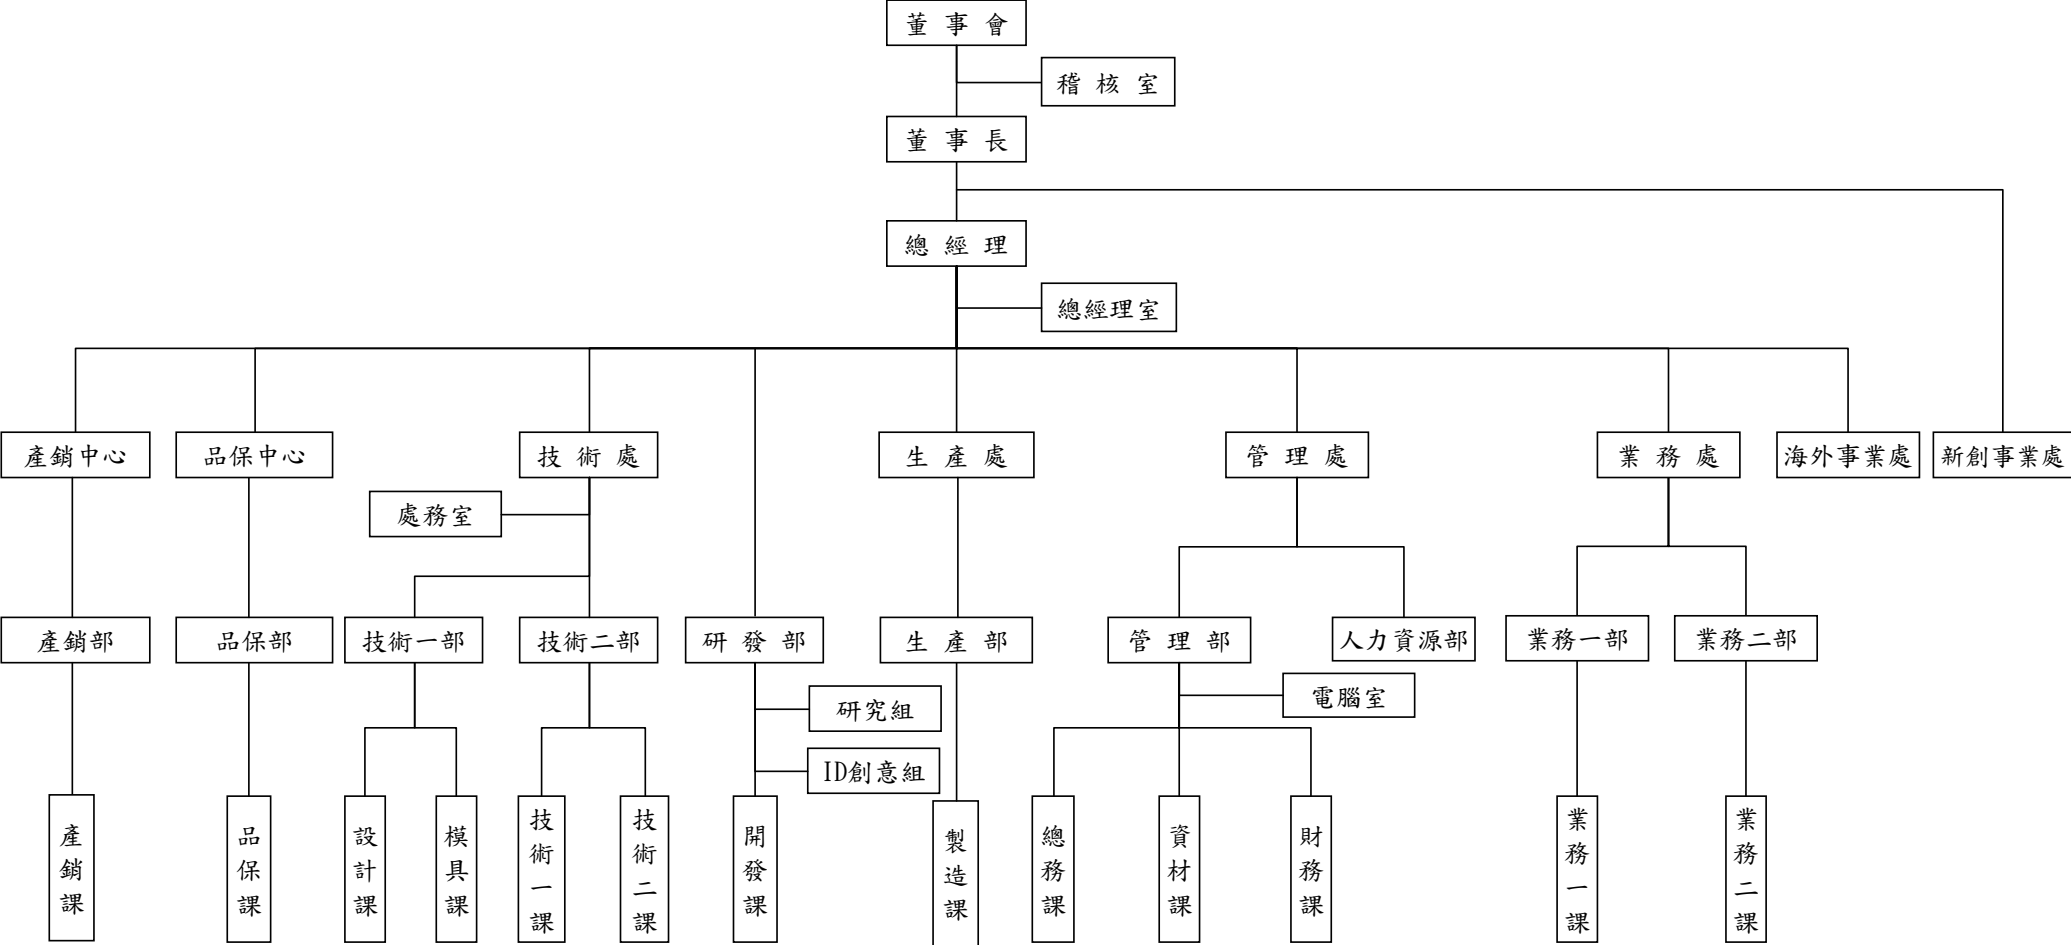 董事會
稽核室
董事長
總經理
總經理室
產銷中心
品保中心
技術處
生產處
管理處
業務處
海外事業處
新創事業處
處務室
產銷部
品保部
技術一部
技術二部
研發部
生產部
管理部
人力資源部
業務一部
業務二部
電腦室
研究組
ID創意組
產銷課
品保課
設計課
模具課
技術一課
技術二課
開發課
製造課
總務課
資材課
財務課
業務一課
業務二課